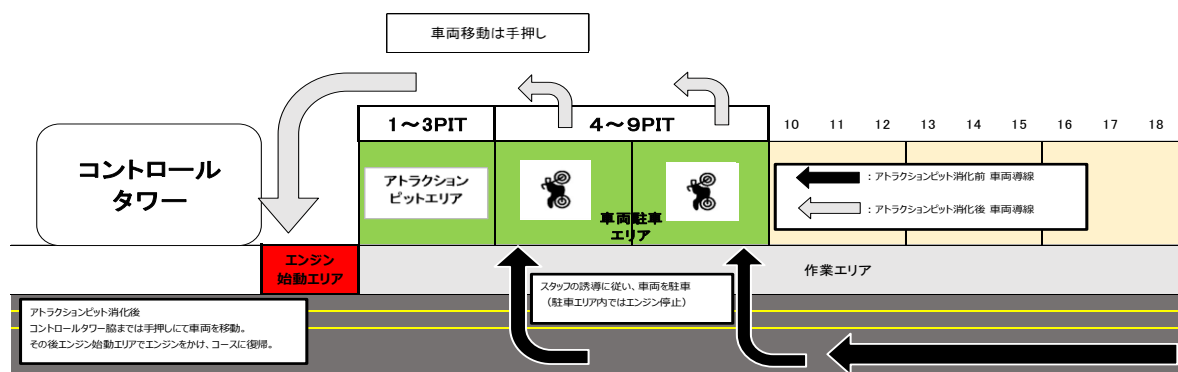 車両移動は手押し
1～3PIT
4～9PIT
10 11 12 13 14 15 16 17 18
コントロール
タワー
アトラクション
ピットエリア
車両駐車
エリア
：アトラクションピット消化前 車両導線
：アトラクションピット消化後 車両導線
エンジン
始動エリア
作業エリア
スタッフの誘導に従い、車両を駐車
（駐車エリア内ではエンジン停止）
アトラクションピット消化後
コントロールタワー脇までは手押しにて車両を移動。
その後エンジン始動エリアでエンジンをかけ、コースに復帰。